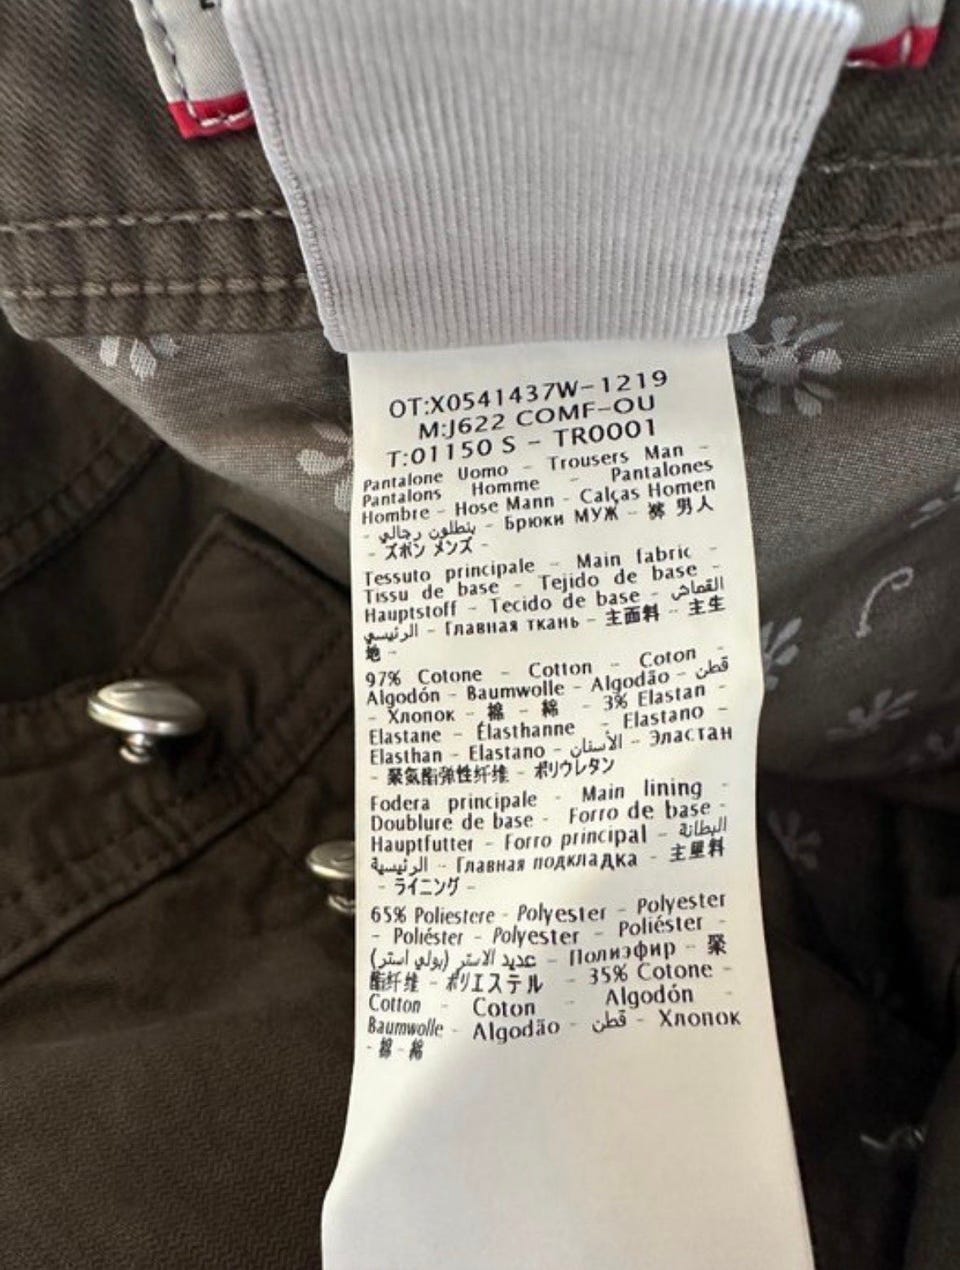 OT:X0541437W-1219
M:J622 COMF-OU
T:01150 S - TR0001
Pantalone Uomo - Trousers Man -
Pantalons Homme - Pantalones
Hombre - Hose Mann - Calças Homen
- بنطلون رجالي - Брюки МУЖ - 裤 男人
- ズボン メンズ -
Tessuto principale - Main fabric -
Tissu de base - Tejido de base -
Hauptstoff - Tecido de base - القماش
الرئيسي - Главная ткань - 主面料 - 主生
地 -
97% Cotone - Cotton - Coton -
Algodón - Baumwolle - Algodão - قطن
- Хлопок - 棉 - 綿 - 3% Elastan -
Elastane - Élasthanne - Elastano -
Elasthan - Elastano - الأستان - Эластан
- 聚氨酯弹性纤维 - ポリウレタン
Fodera principale - Main lining -
Doublure de base - Forro de base -
Hauptfutter - Forro principal - البطانة
الرئيسية - Главная подкладка - 主里料
- ライニング -
65% Poliestere - Polyester - Polyester
- Poliéster - Polyester - Poliéster -
عديد الاستر (بولي استر) - Полиэфир - 聚
酯纤维 - ポリエステル - 35% Cotone -
Cotton - Coton - Algodón -
Baumwolle - Algodão - قطن - Хлопок
- 棉 - 綿